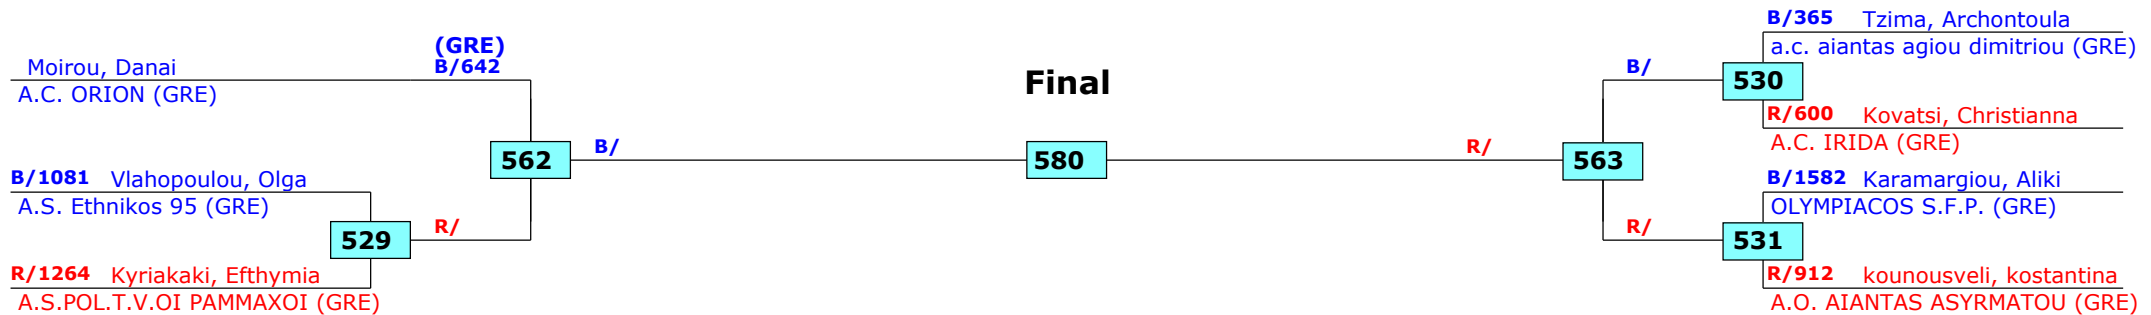 (GRE)
Moirou, Danai B/642
A.C. ORION (GRE)
562
B/
B/1081 Vlahopoulou, Olga
A.S. Ethnikos 95 (GRE)
529
R/
R/1264 Kyriakaki, Efthymia
A.S.POL.T.V.OI PAMMAXOI (GRE)
Final
580
B/365 Tzima, Archontoula
a.c. aiantas agiou dimitriou (GRE)
B/
530
R/600 Kovatsi, Christianna
A.C. IRIDA (GRE)
R/
563
B/1582 Karamargiou, Aliki
OLYMPIACOS S.F.P. (GRE)
R/
531
R/912 kounousveli, kostantina
A.O. AIANTAS ASYRMATOU (GRE)